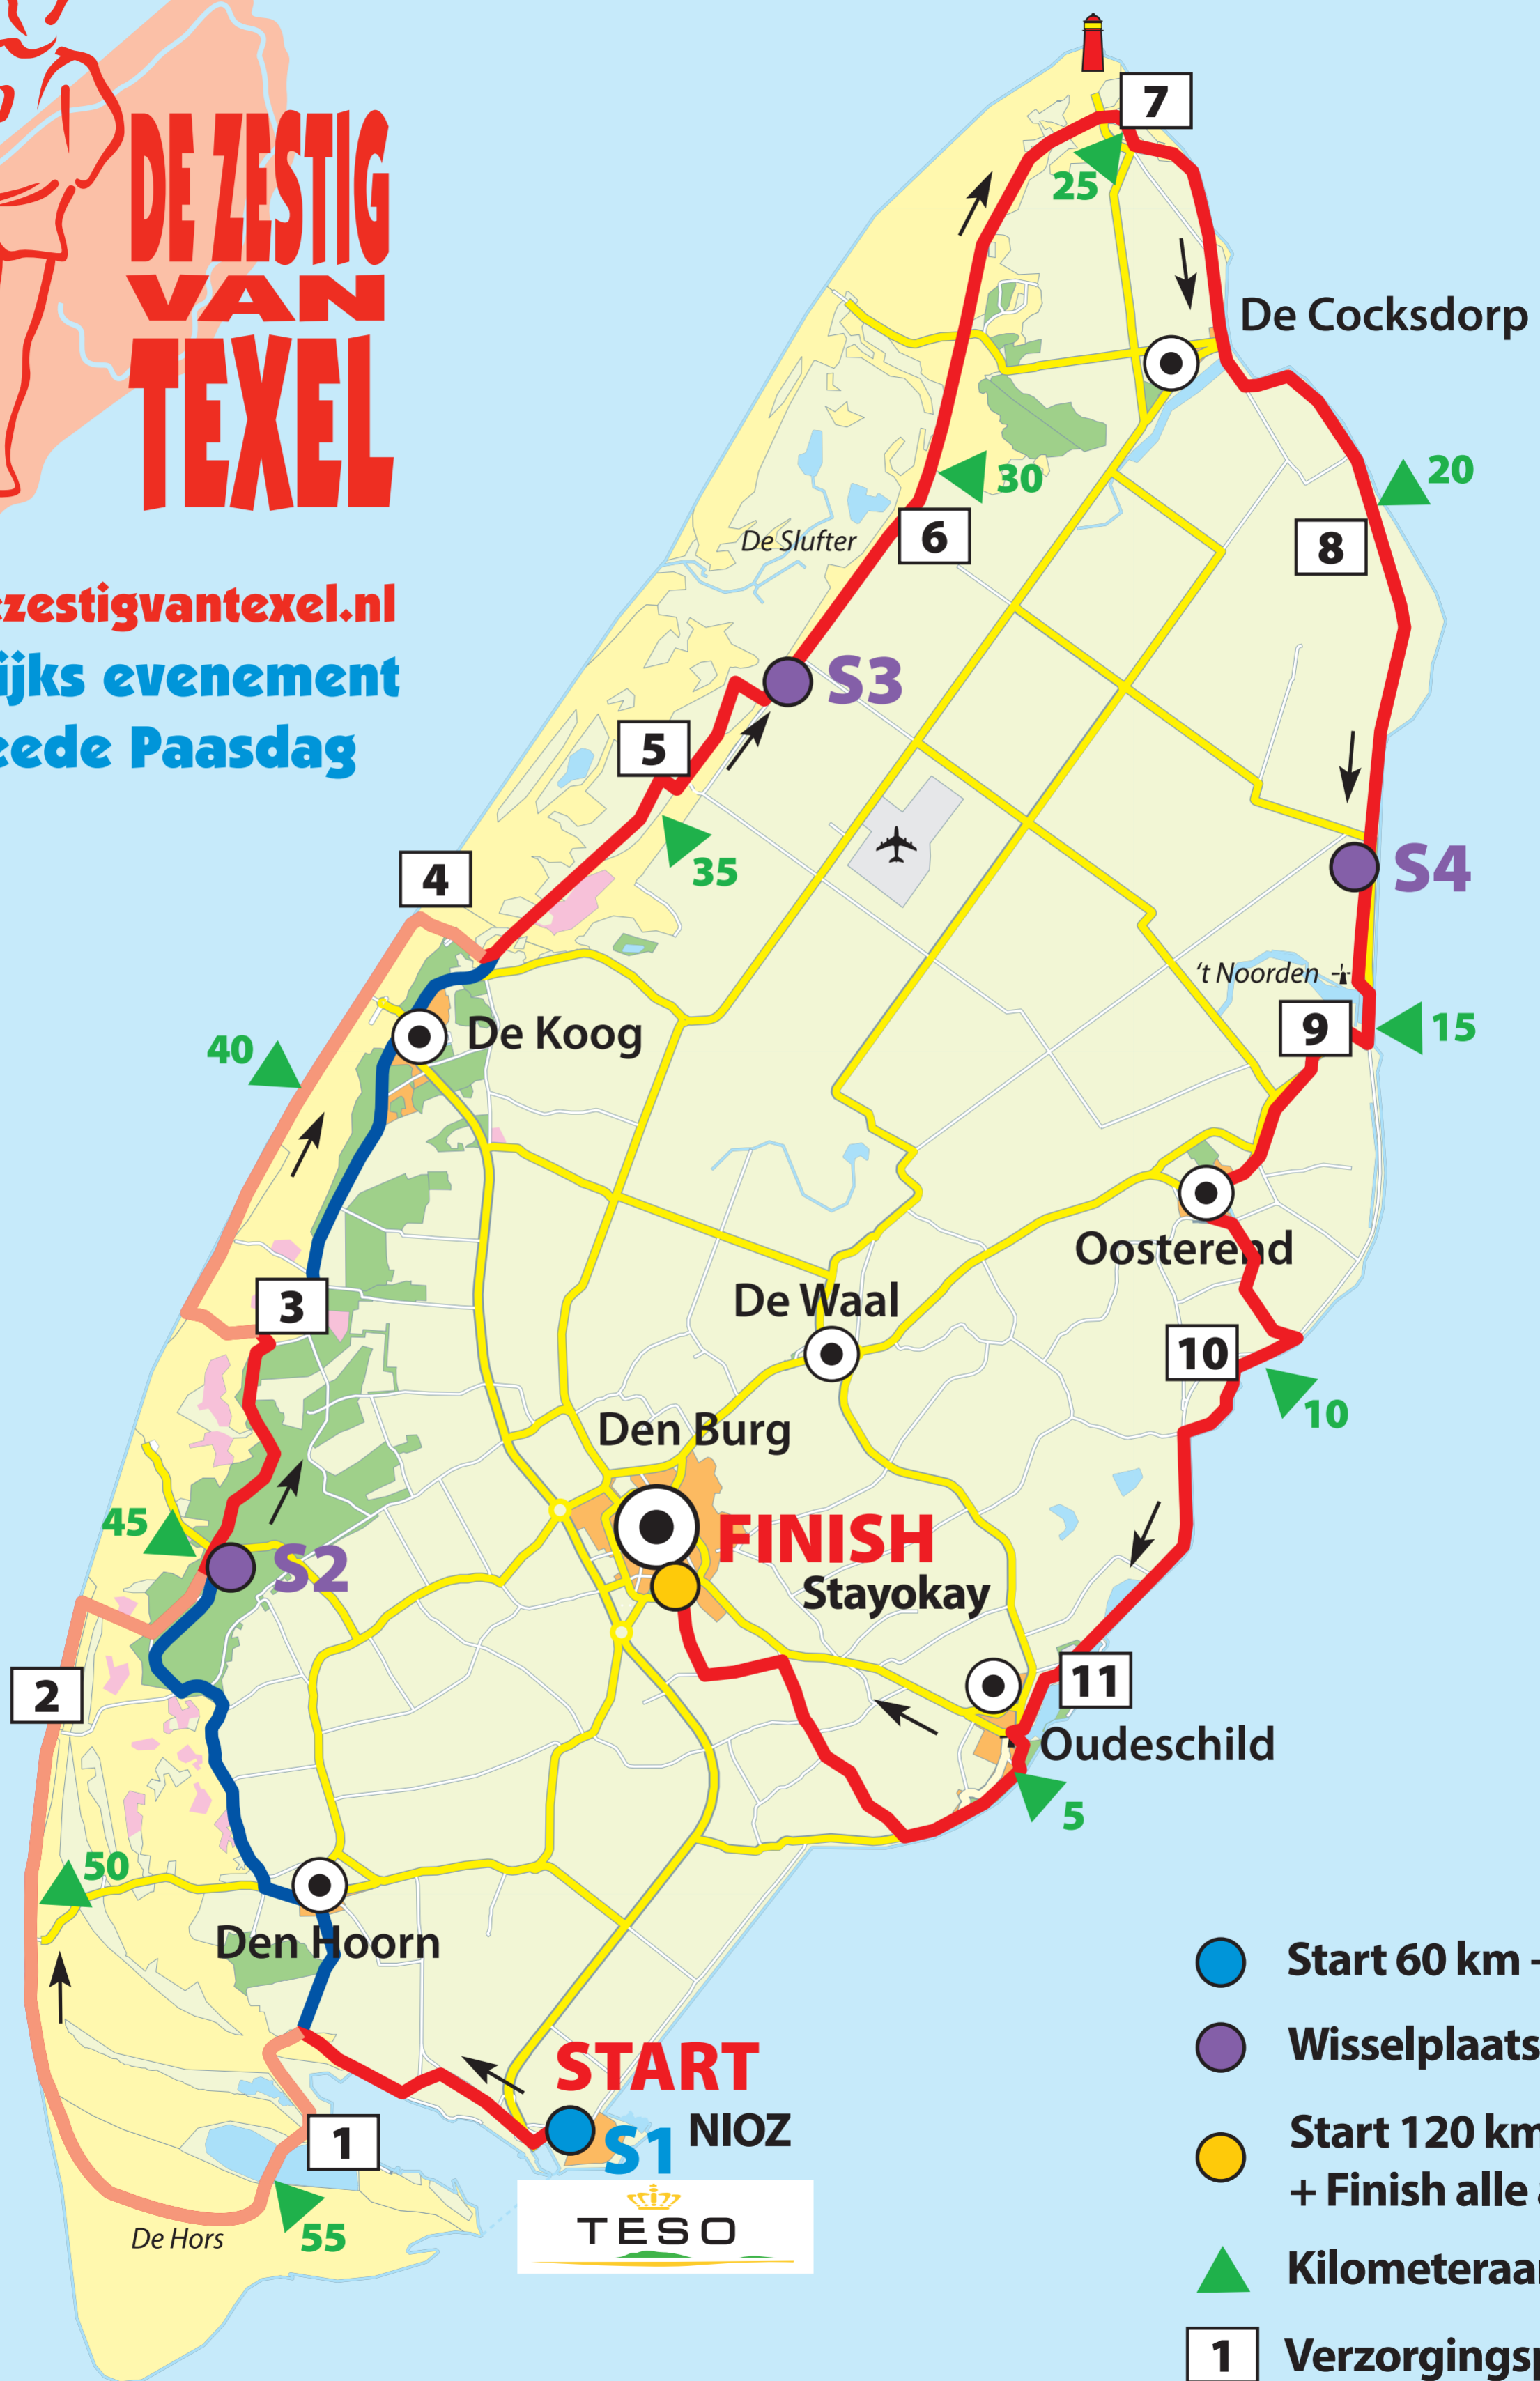 DE ZESTIG
VAN
TEXEL
zestigvantexel.nl
ijks evenement
eede Paasdag
7
25
De Cocksdorp
20
30
6
8
De Slufter
S3
5
35
S4
4
't Noorden
9
15
De Koog
40
Oosterend
De Waal
3
10
10
Den Burg
45
FINISH
S2
Stayokay
2
11
Oudeschild
5
50
Den Hoorn
START
S1 NIOZ
1
TESO
De Hors
55
Start 60 km -
Wisselplaats
Start 120 km
+ Finish alle
Kilometeraan
1 Verzorgingsp